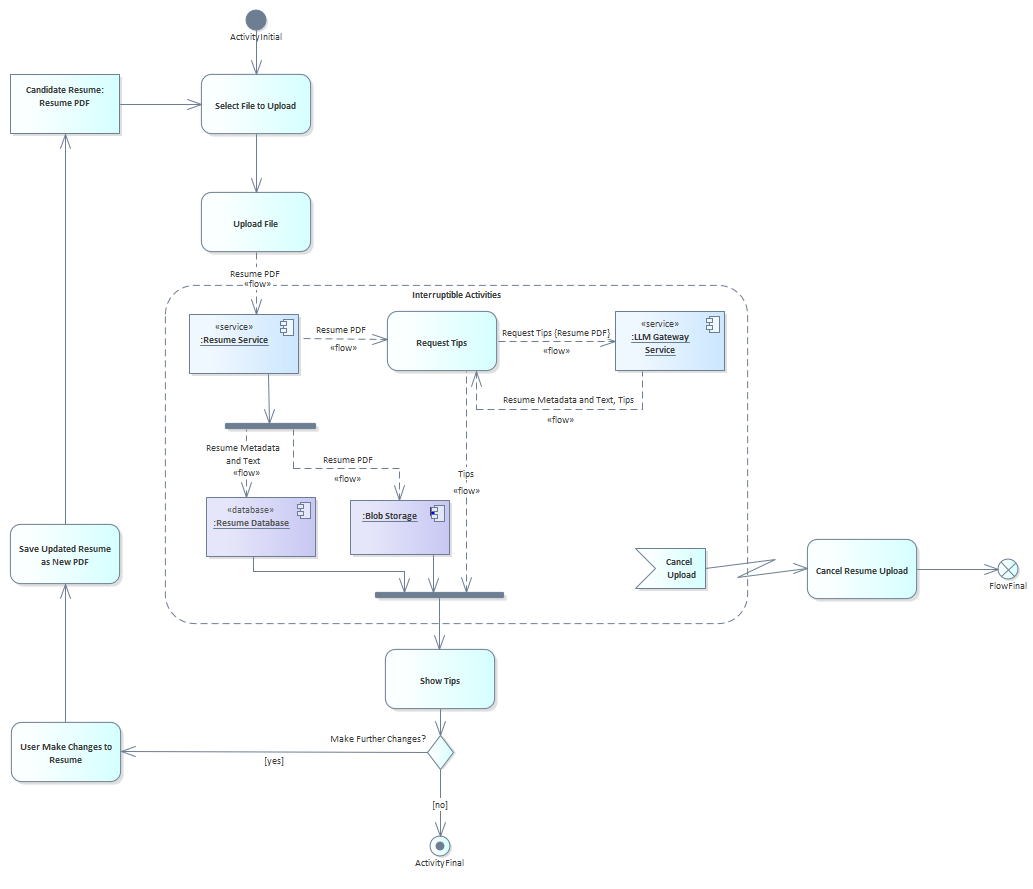 ActivityInitial
Candidate Resume:
Resume PDF
Select File to Upload
Upload File
Resume PDF
«flow»
Interruptible Activities
«service»
:Resume Service
Resume PDF
«flow»
Request Tips
Request Tips {Resume PDF}
«flow»
«service»
:LLM Gateway
Service
Resume Metadata and Text, Tips
«flow»
Resume Metadata
and Text
«flow»
Resume PDF
«flow»
Tips
«flow»
«database»
:Resume Database
:Blob Storage
Cancel
Upload
Cancel Resume Upload
FlowFinal
Save Updated Resume
as New PDF
Show Tips
User Make Changes to
Resume
Make Further Changes?
[yes]
[no]
ActivityFinal